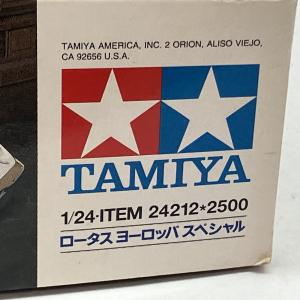 TAMIYA AMERICA, INC. 2 ORION, ALISO VIEJO,
CA 92656 U.S.A.
TAMIYA
1/24·ITEM 24212*2500
ロータス ヨーロッパ スペシャル